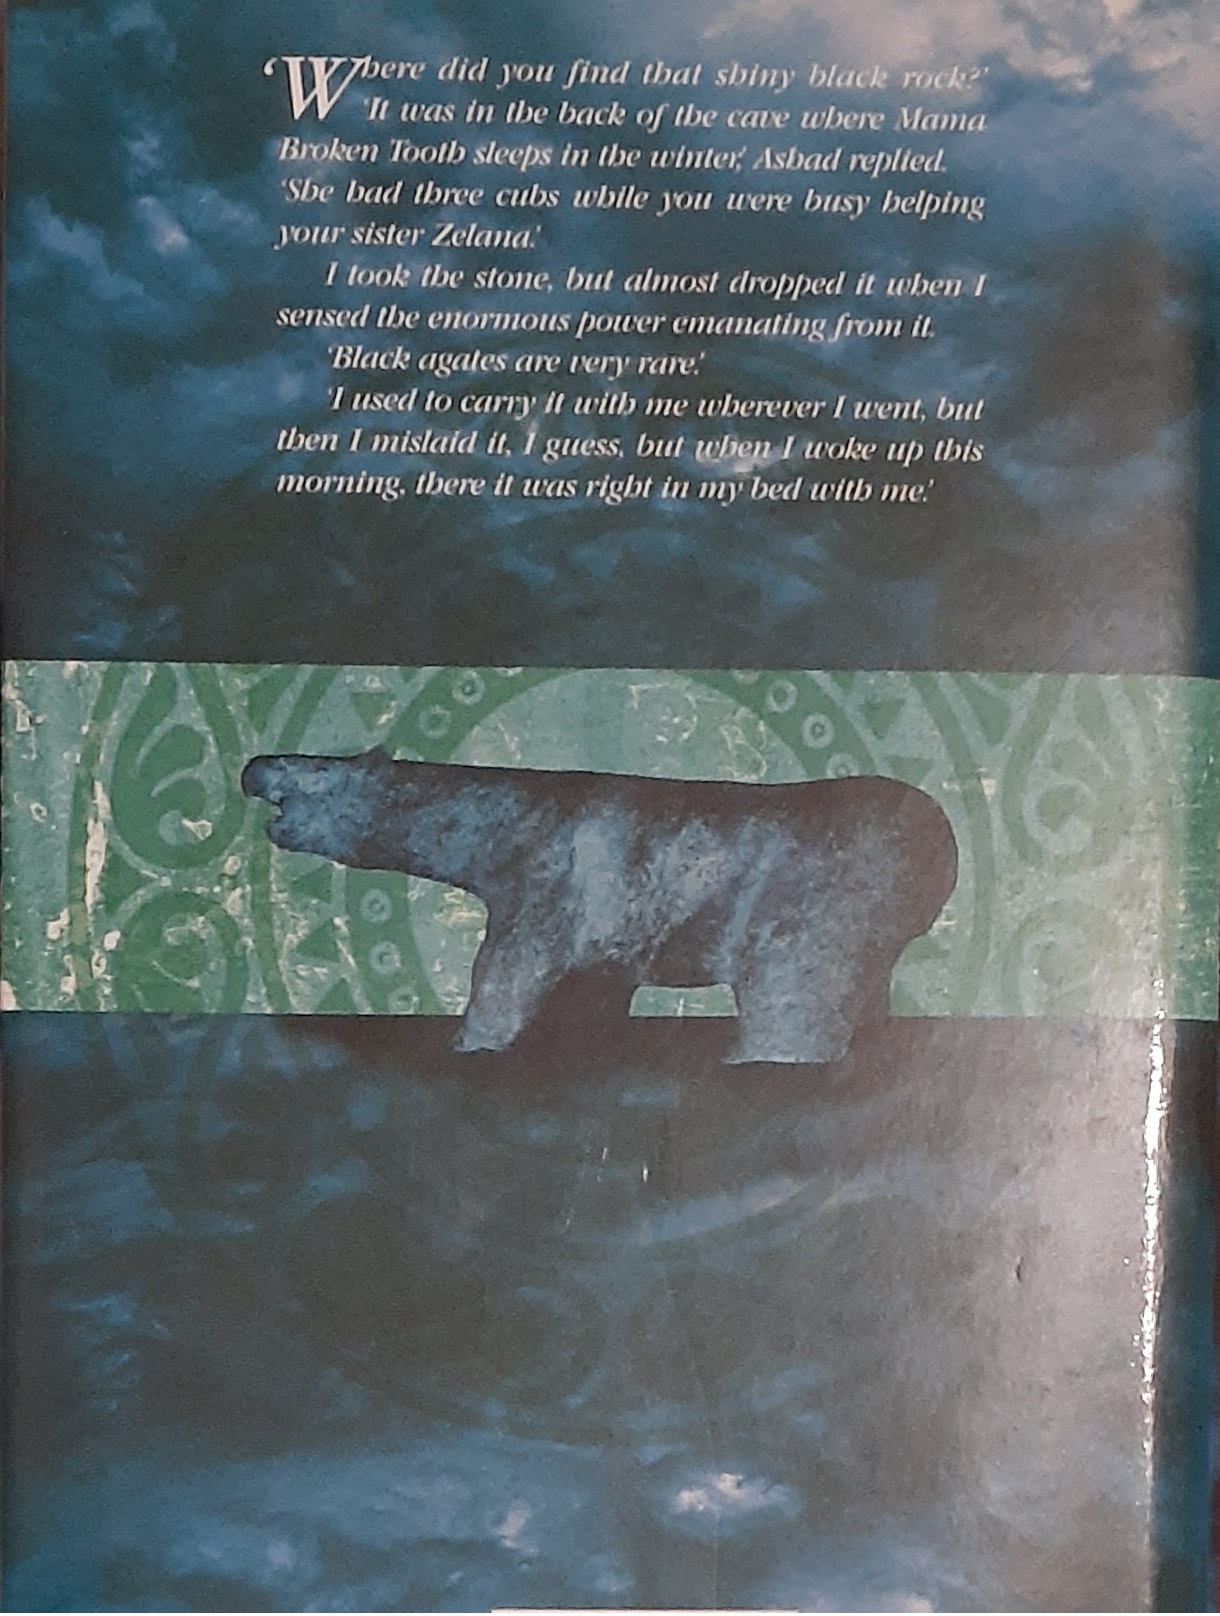 ‘Where did you find that shiny black rock?’
‘It was in the back of the cave where Mama
Broken Tooth sleeps in the winter,’ Ashad replied.
‘She had three cubs while you were busy helping
your sister Zelana.’
I took the stone, but almost dropped it when I
sensed the enormous power emanating from it.
‘Black agates are very rare.’
‘I used to carry it with me wherever I went, but
then I mislaid it, I guess, but when I woke up this
morning, there it was right in my bed with me.’